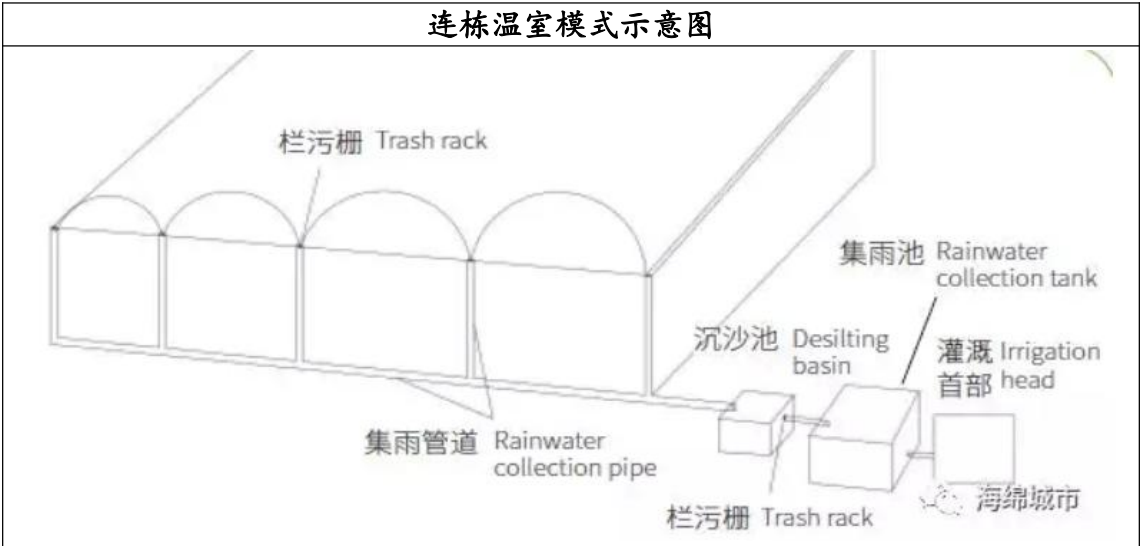 连栋温室模式示意图
栏污栅 Trash rack
集雨池 Rainwater
collection tank
沉沙池 Desilting
basin
灌溉 Irrigation
首部 head
集雨管道 Rainwater
collection pipe
栏污栅 Trash rack
海绵城市